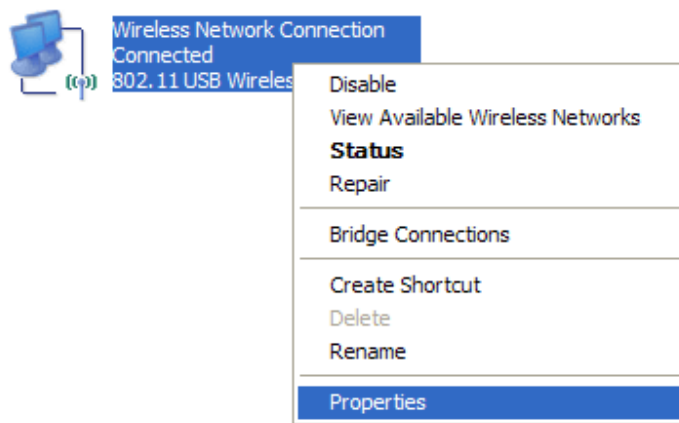 Wireless Network Connection
Connected
802.11 USB Wireles
Disable
View Available Wireless Networks
Status
Repair
Bridge Connections
Create Shortcut
Delete
Rename
Properties